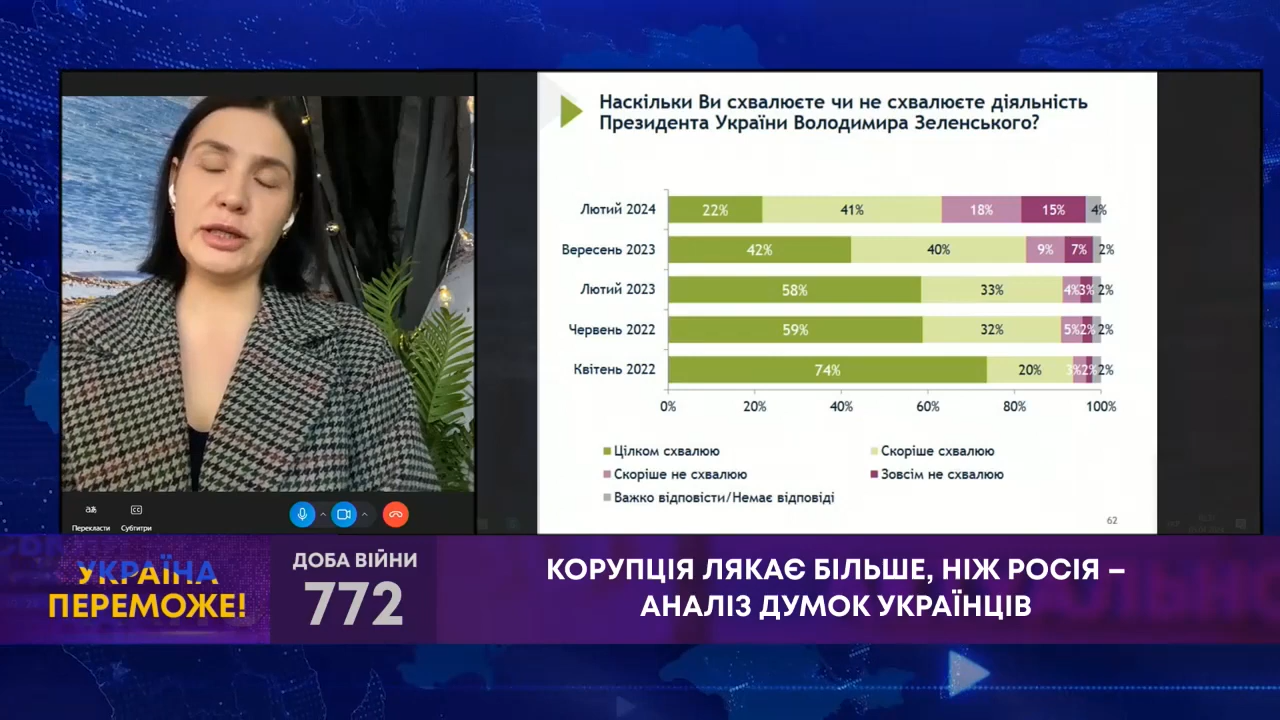 Наскільки Ви схвалюєте чи не схвалюєте діяльність
Президента України Володимира Зеленського?
Лютий 2024 22% 41% 18% 15% 4%
Вересень 2023 42% 40% 9% 7% 2%
Лютий 2023 58% 33% 4% 3% 2%
Червень 2022 59% 32% 5% 2% 2%
Квітень 2022 74% 20% 3% 2% 2%
0% 20% 40% 60% 80% 100%
Цілком схвалюю Скоріше схвалюю
Скоріше не схвалюю Зовсім не схвалюю
Важко відповісти/Немає відповіді
62
Перекласти Субтитри
УКРАЇНА
ПЕРЕМОЖЕ!
ДОБА ВІЙНИ
772
КОРУПЦІЯ ЛЯКАЄ БІЛЬШЕ, НІЖ РОСІЯ –
АНАЛІЗ ДУМОК УКРАЇНЦІВ